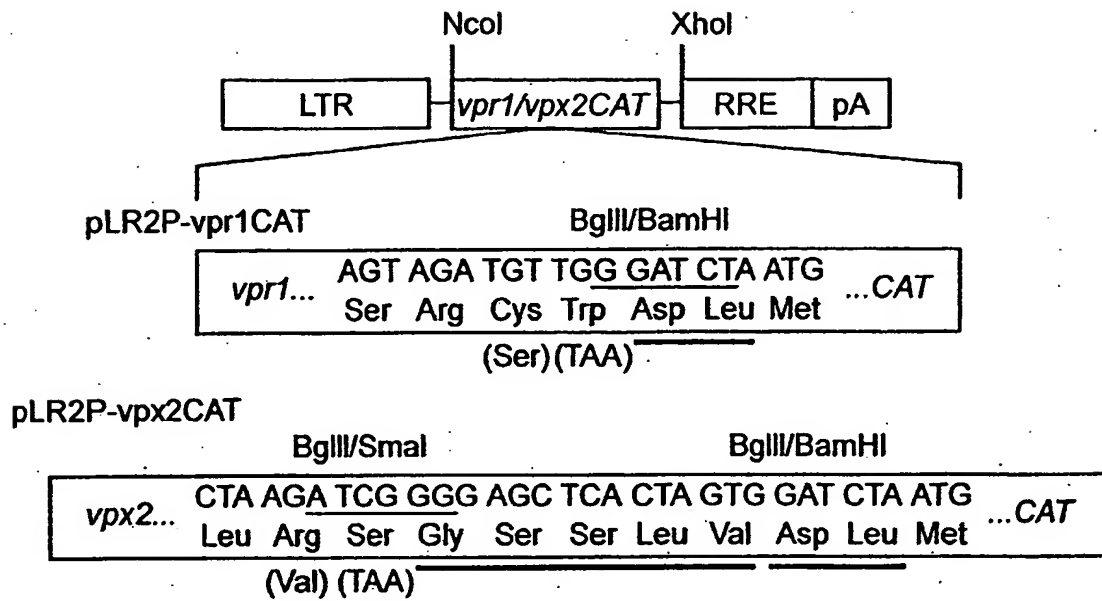 NcoI XhoI
LTR vpr1/vpx2CAT RRE pA
pLR2P-vpr1CAT BglII/BamHI
vpr1... AGT AGA TGT TGG GAT CTA ATG ...CAT
Ser Arg Cys Trp Asp Leu Met
(Ser) (TAA)
pLR2P-vpx2CAT
BglII/SmaI BglII/BamHI
vpx2... CTA AGA TCG GGG AGC TCA CTA GTG GAT CTA ATG ...CAT
Leu Arg Ser Gly Ser Ser Leu Val Asp Leu Met
(Val) (TAA)